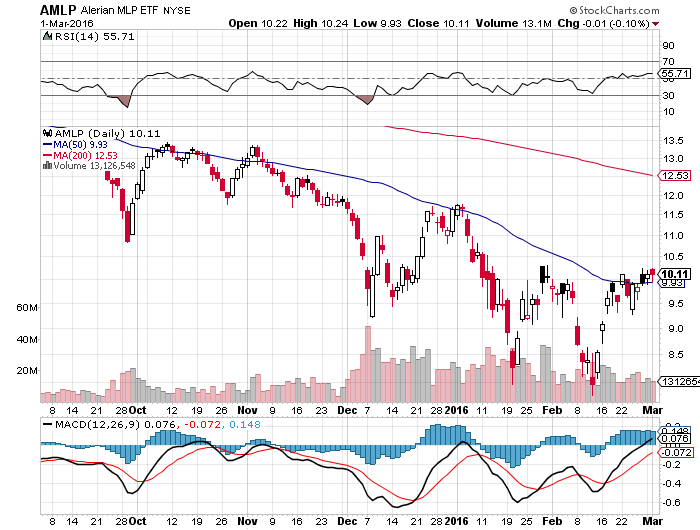 AMLP Alerian MLP ETF NYSE © StockCharts.com
1-Mar-2016 Open 10.22 High 10.24 Low 9.93 Close 10.11 Volume 13.1M Chg -0.01 (-0.10%)
RSI(14) 55.71
90
70
55.71
50
30
10
AMLP (Daily) 10.11
MA(50) 9.93
MA(200) 12.53
Volume 13,126,548
13.5
13.0
12.53
12.0
11.5
11.0
10.5
10.11
9.93
9.5
9.0
8.5
60M
40M
20M
8 14 21 28 Oct 12 19 26 Nov 9 16 23 Dec 7 14 21 28 2016 11 19 25 Feb 8 16 22 Mar
MACD(12,26,9) 0.076, -0.072, 0.148
0.148
0.076
-0.072
-0.2
-0.4
-0.6
8 14 21 28 Oct 12 19 26 Nov 9 16 23 Dec 7 14 21 28 2016 11 19 25 Feb 8 16 22 Mar